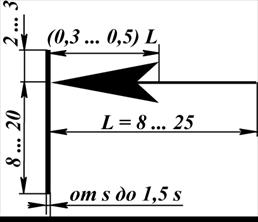 2 ... 3
(0,3 ... 0,5) L
8 ... 20
L = 8 ... 25
от s до 1,5 s